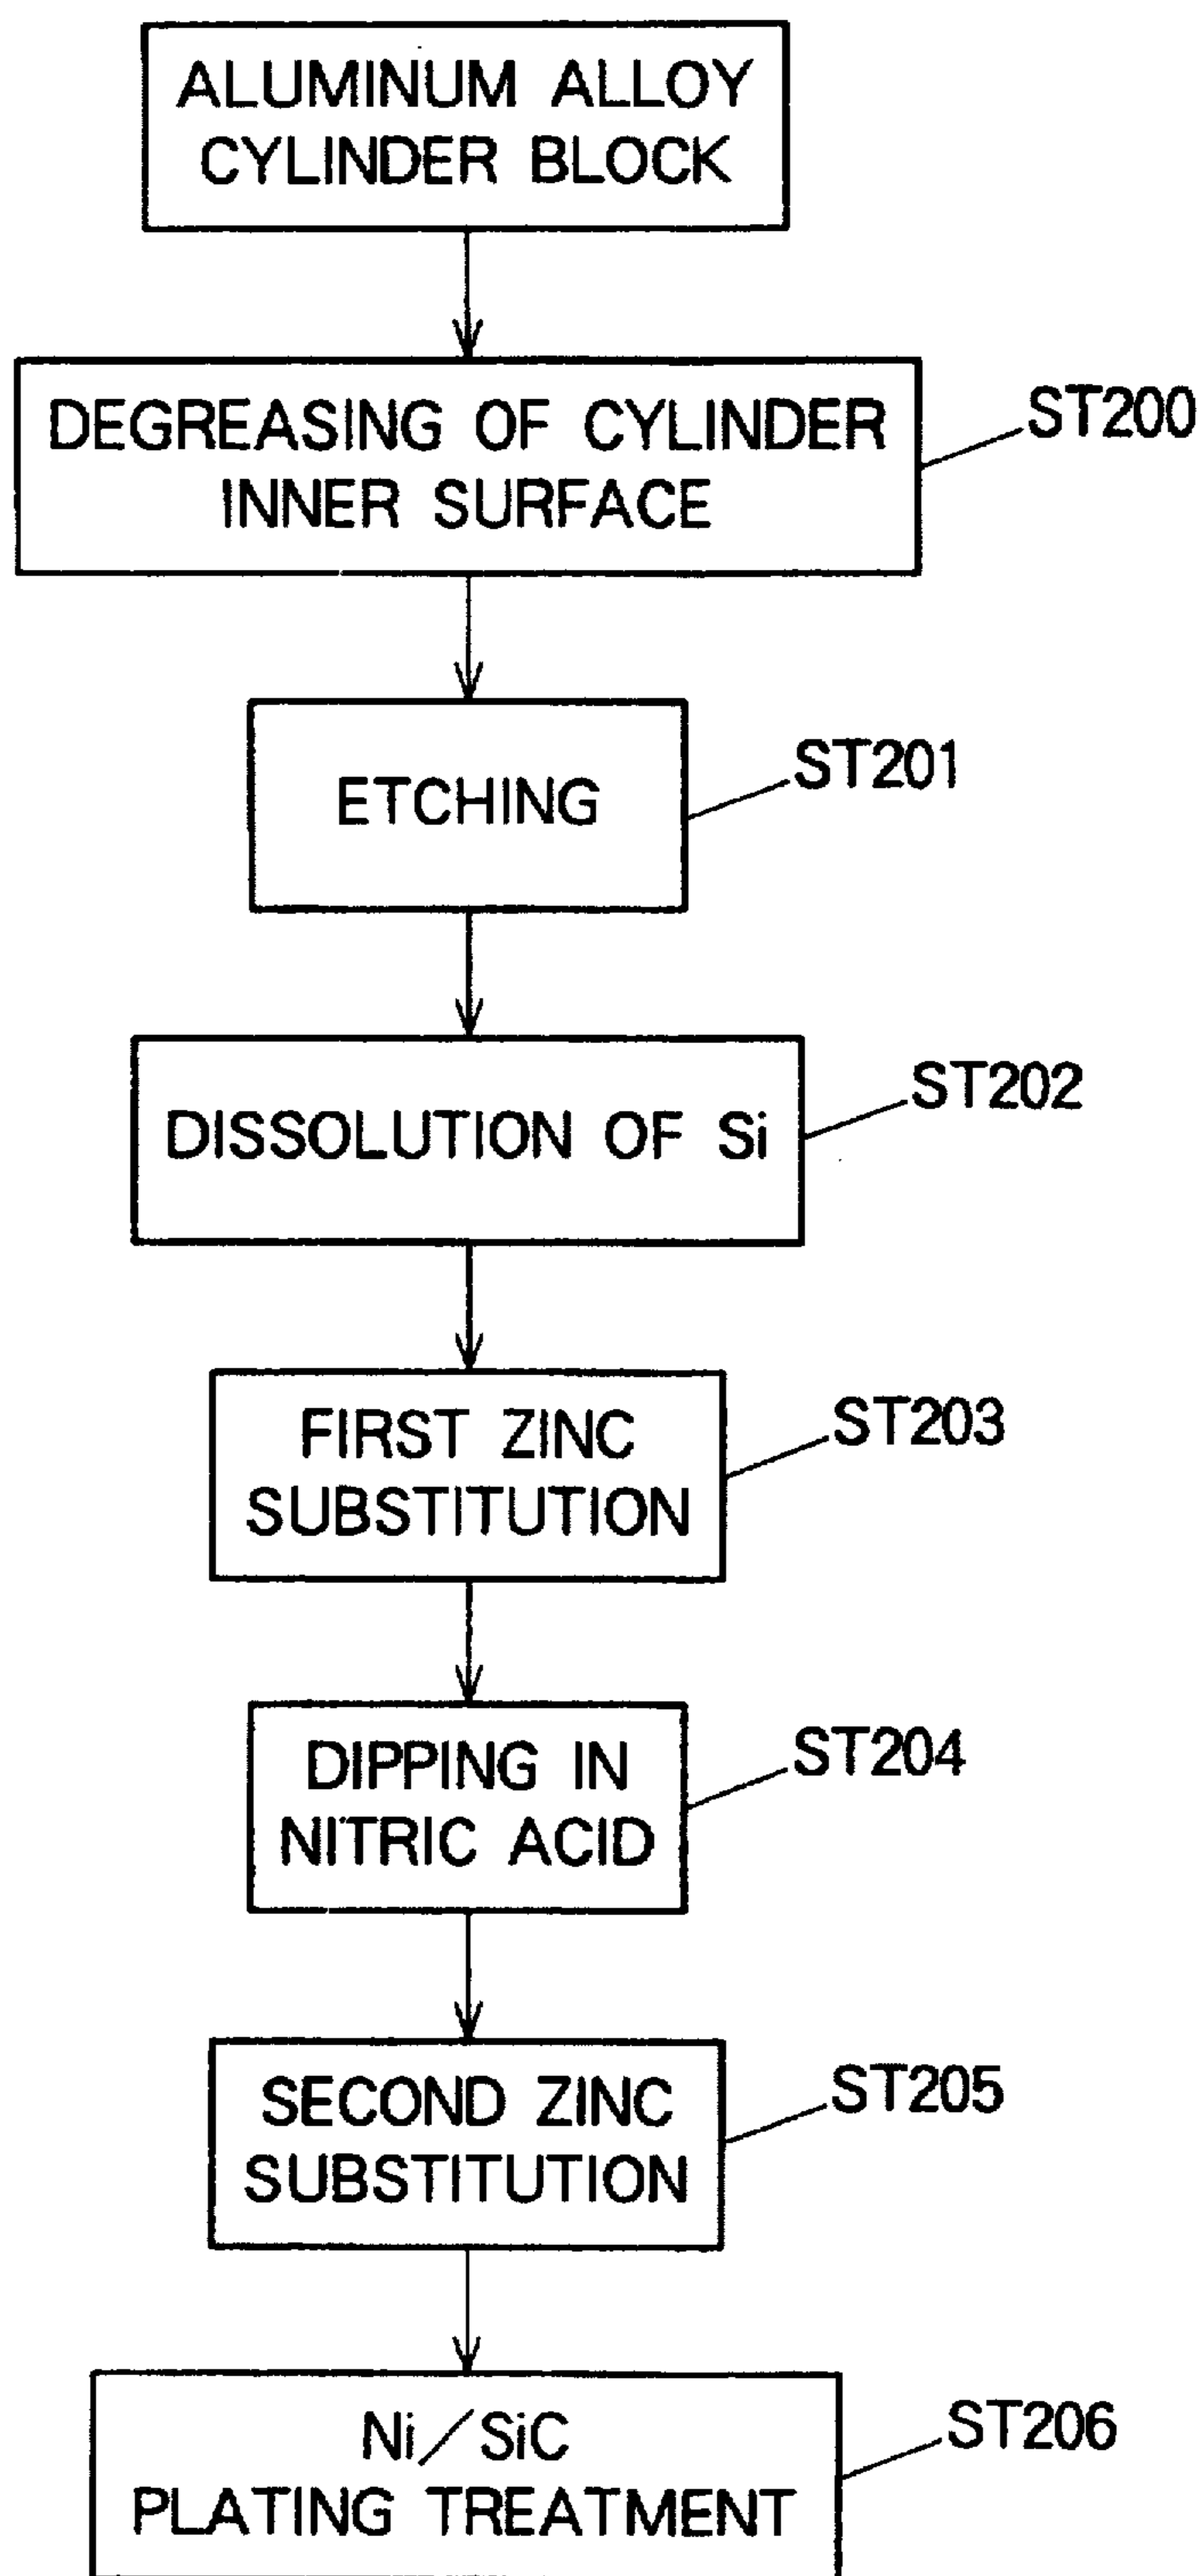 ALUMINUM ALLOY
CYLINDER BLOCK
DEGREASING OF CYLINDER
INNER SURFACE
ST200
ETCHING
ST201
DISSOLUTION OF Si
ST202
FIRST ZINC
SUBSTITUTION
ST203
DIPPING IN
NITRIC ACID
ST204
SECOND ZINC
SUBSTITUTION
ST205
Ni/SiC
PLATING TREATMENT
ST206